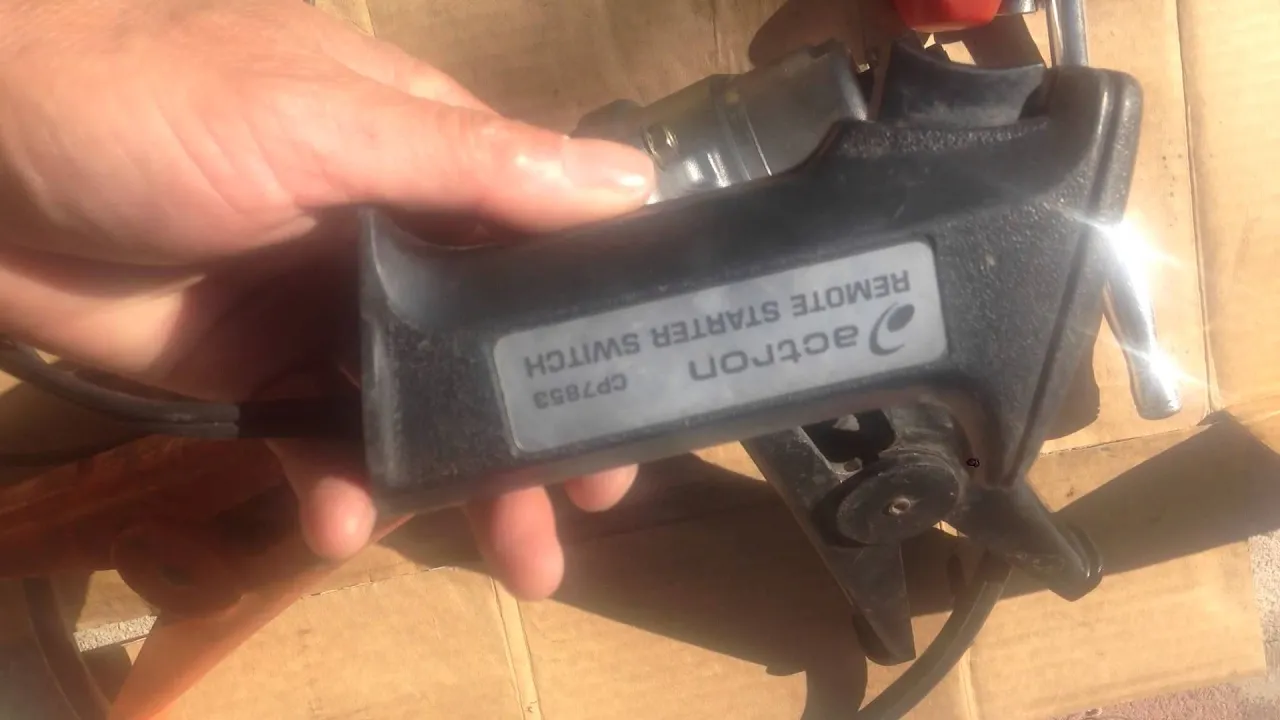 REMOTE STARTER SWITCH
actron
CP7853